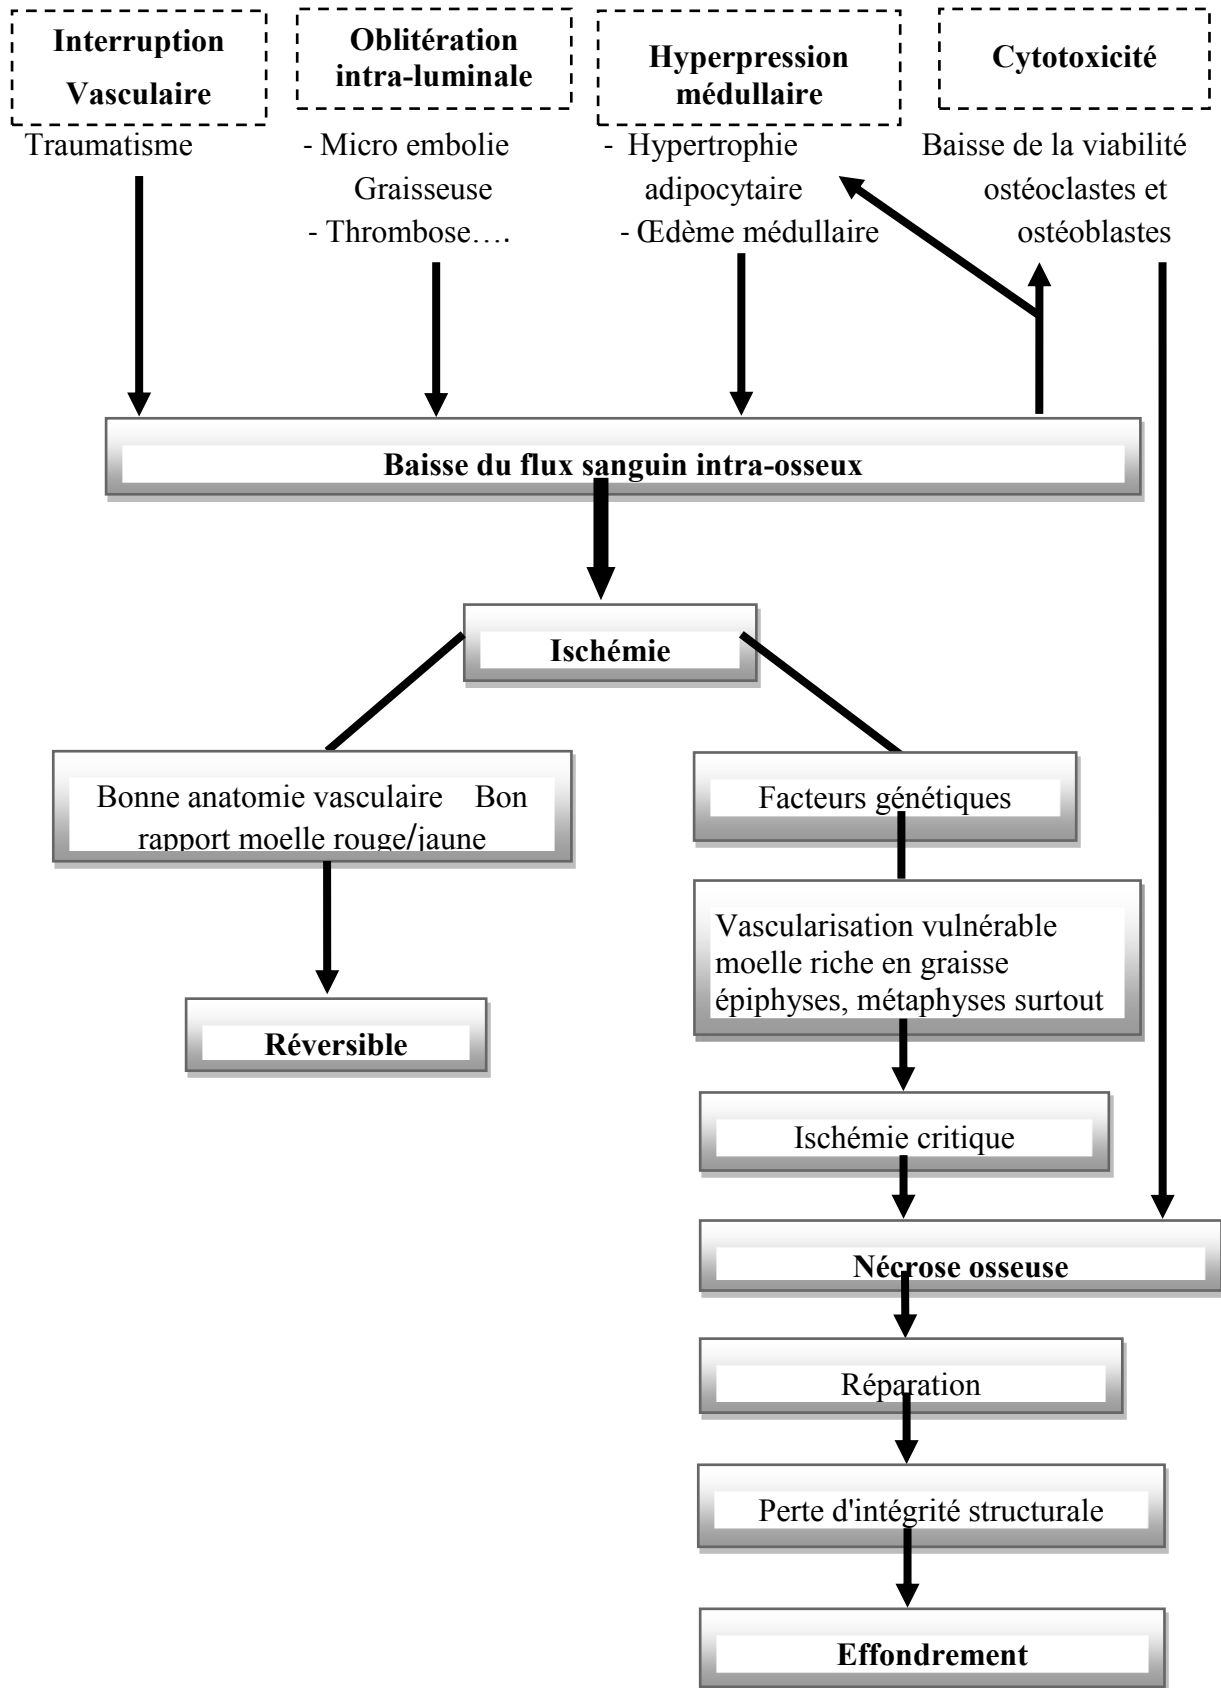 Interruption
Vasculaire
Traumatisme
Oblitération
intra-luminale
- Micro embolie
Graisseuse
- Thrombose….
Hyperpression
médullaire
- Hypertrophie
adipocytaire
- Œdème médullaire
Cytotoxicité
Baisse de la viabilité
ostéoclastes et
ostéoblastes
Baisse du flux sanguin intra-osseux
Ischémie
Bonne anatomie vasculaire Bon
rapport moelle rouge/jaune
Réversible
Facteurs génétiques
Vascularisation vulnérable
moelle riche en graisse
épiphyses, métaphyses surtout
Ischémie critique
Nécrose osseuse
Réparation
Perte d'intégrité structurale
Effondrement